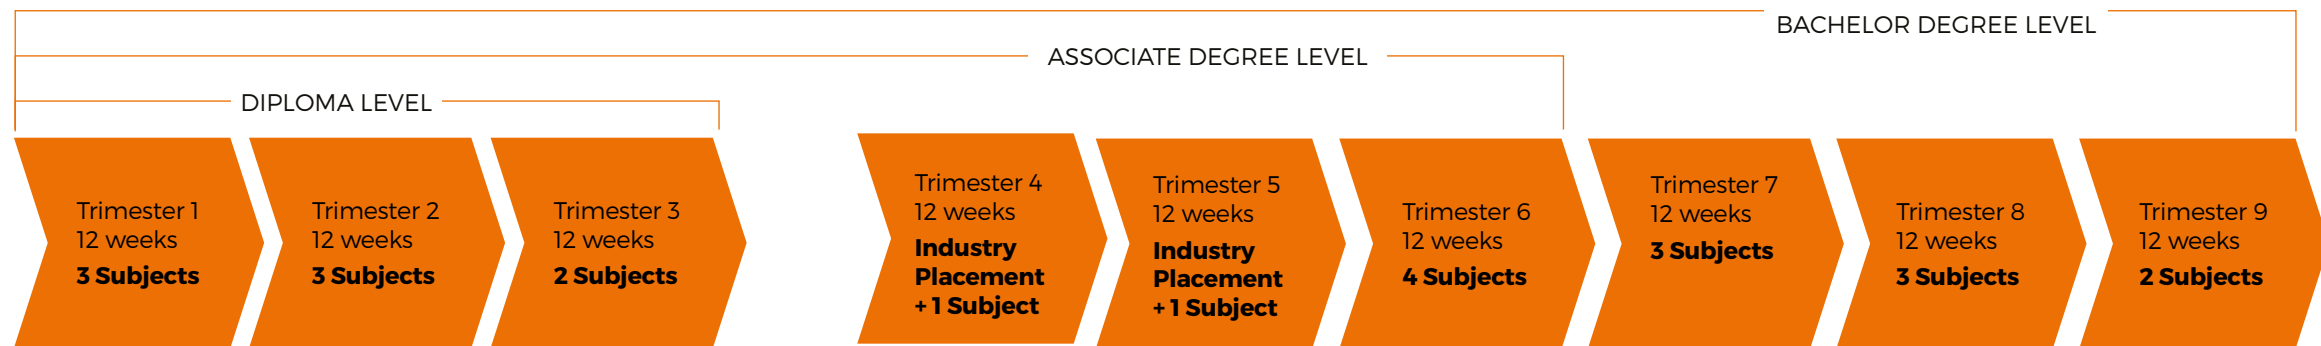 BACHELOR DEGREE LEVEL
ASSOCIATE DEGREE LEVEL
DIPLOMA LEVEL
Trimester 1
12 weeks
3 Subjects
Trimester 2
12 weeks
3 Subjects
Trimester 3
12 weeks
2 Subjects
Trimester 4
12 weeks
Industry
Placement
+ 1 Subject
Trimester 5
12 weeks
Industry
Placement
+ 1 Subject
Trimester 6
12 weeks
4 Subjects
Trimester 7
12 weeks
3 Subjects
Trimester 8
12 weeks
3 Subjects
Trimester 9
12 weeks
2 Subjects